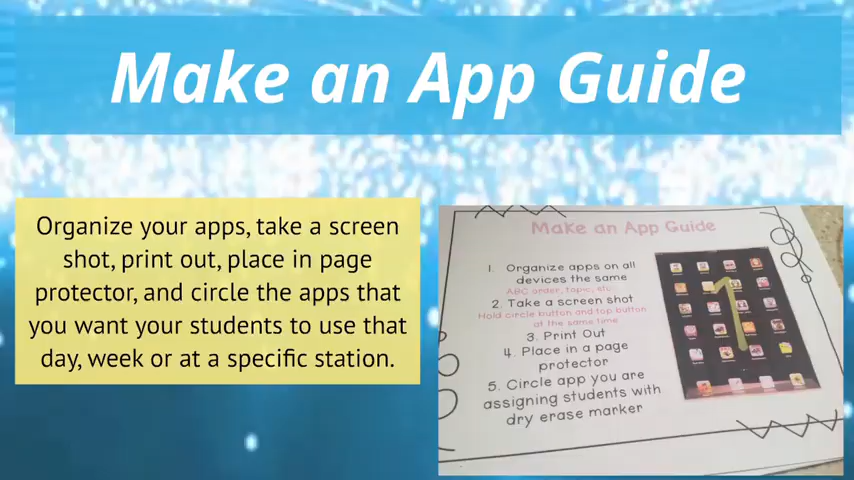 Make an App Guide
Organize your apps, take a screen
shot, print out, place in page
protector, and circle the apps that
you want your students to use that
day, week or at a specific station.
Make an App Guide
1. Organize apps on all
devices the same
ABC order, topic, etc
2. Take a screen shot
Hold circle button and top button
at the same time
3. Print Out
4. Place in a page
protector
5. Circle app you are
assigning students with
dry erase marker